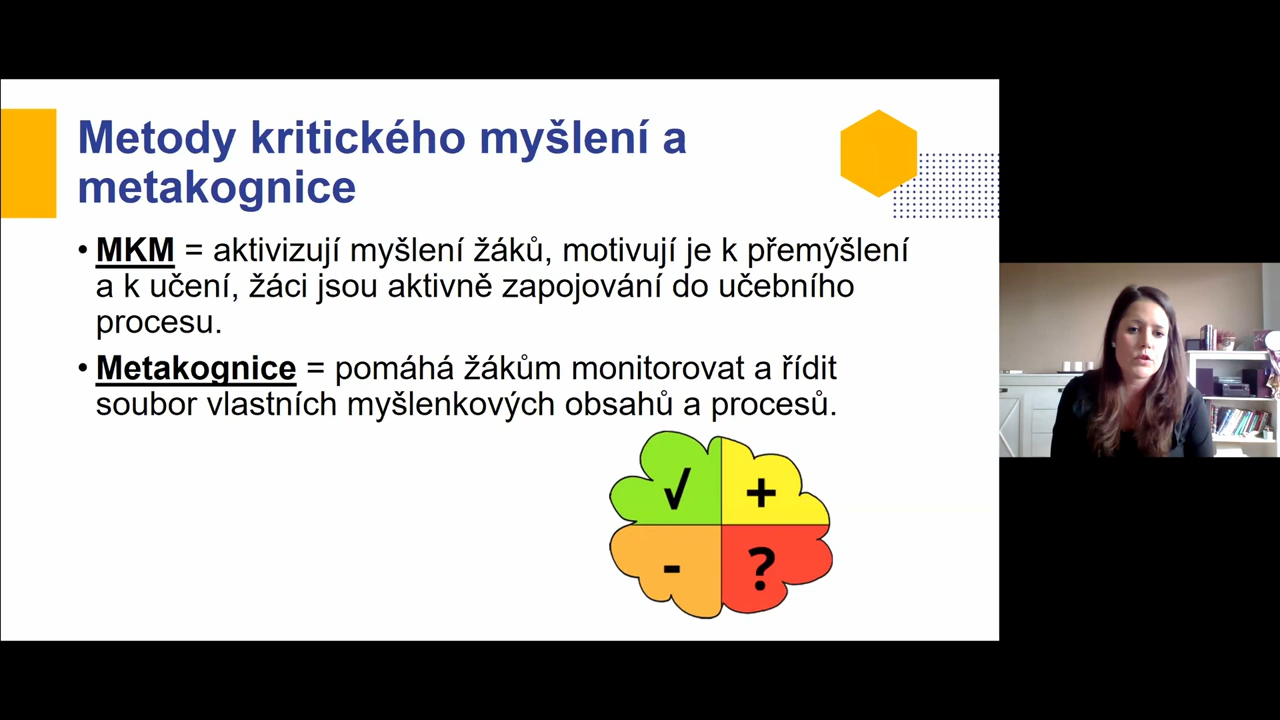 Metody kritického myšlení a
metakognice
• MKM = aktivizují myšlení žáků, motivují je k přemýšlení
a k učení, žáci jsou aktivně zapojování do učebního
procesu.
• Metakognice = pomáhá žákům monitorovat a řídit
soubor vlastních myšlenkových obsahů a procesů.
√ +
- ?